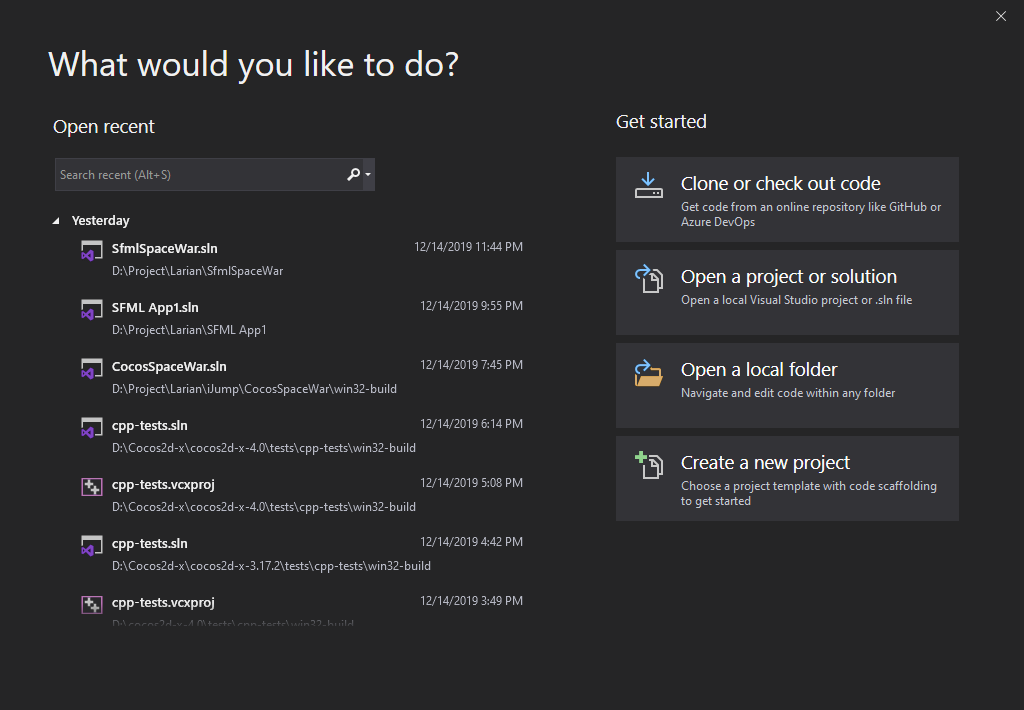 What would you like to do?
Open recent
Search recent (Alt+S)
Yesterday
SfmlSpaceWar.sln 12/14/2019 11:44 PM
D:\Project\Larian\SfmlSpaceWar
SFML App1.sln 12/14/2019 9:55 PM
D:\Project\Larian\SFML App1
CocosSpaceWar.sln 12/14/2019 7:45 PM
D:\Project\Larian\iJump\CocosSpaceWar\win32-build
cpp-tests.sln 12/14/2019 6:14 PM
D:\Cocos2d-x\cocos2d-x-4.0\tests\cpp-tests\win32-build
cpp-tests.vcxproj 12/14/2019 5:08 PM
D:\Cocos2d-x\cocos2d-x-4.0\tests\cpp-tests\win32-build
cpp-tests.sln 12/14/2019 4:42 PM
D:\Cocos2d-x\cocos2d-x-3.17.2\tests\cpp-tests\win32-build
cpp-tests.vcxproj 12/14/2019 3:49 PM
D:\cocos2d-x-4.0\tests\cpp-tests\win32-build
Get started
Clone or check out code
Get code from an online repository like GitHub or
Azure DevOps
Open a project or solution
Open a local Visual Studio project or .sln file
Open a local folder
Navigate and edit code within any folder
Create a new project
Choose a project template with code scaffolding
to get started